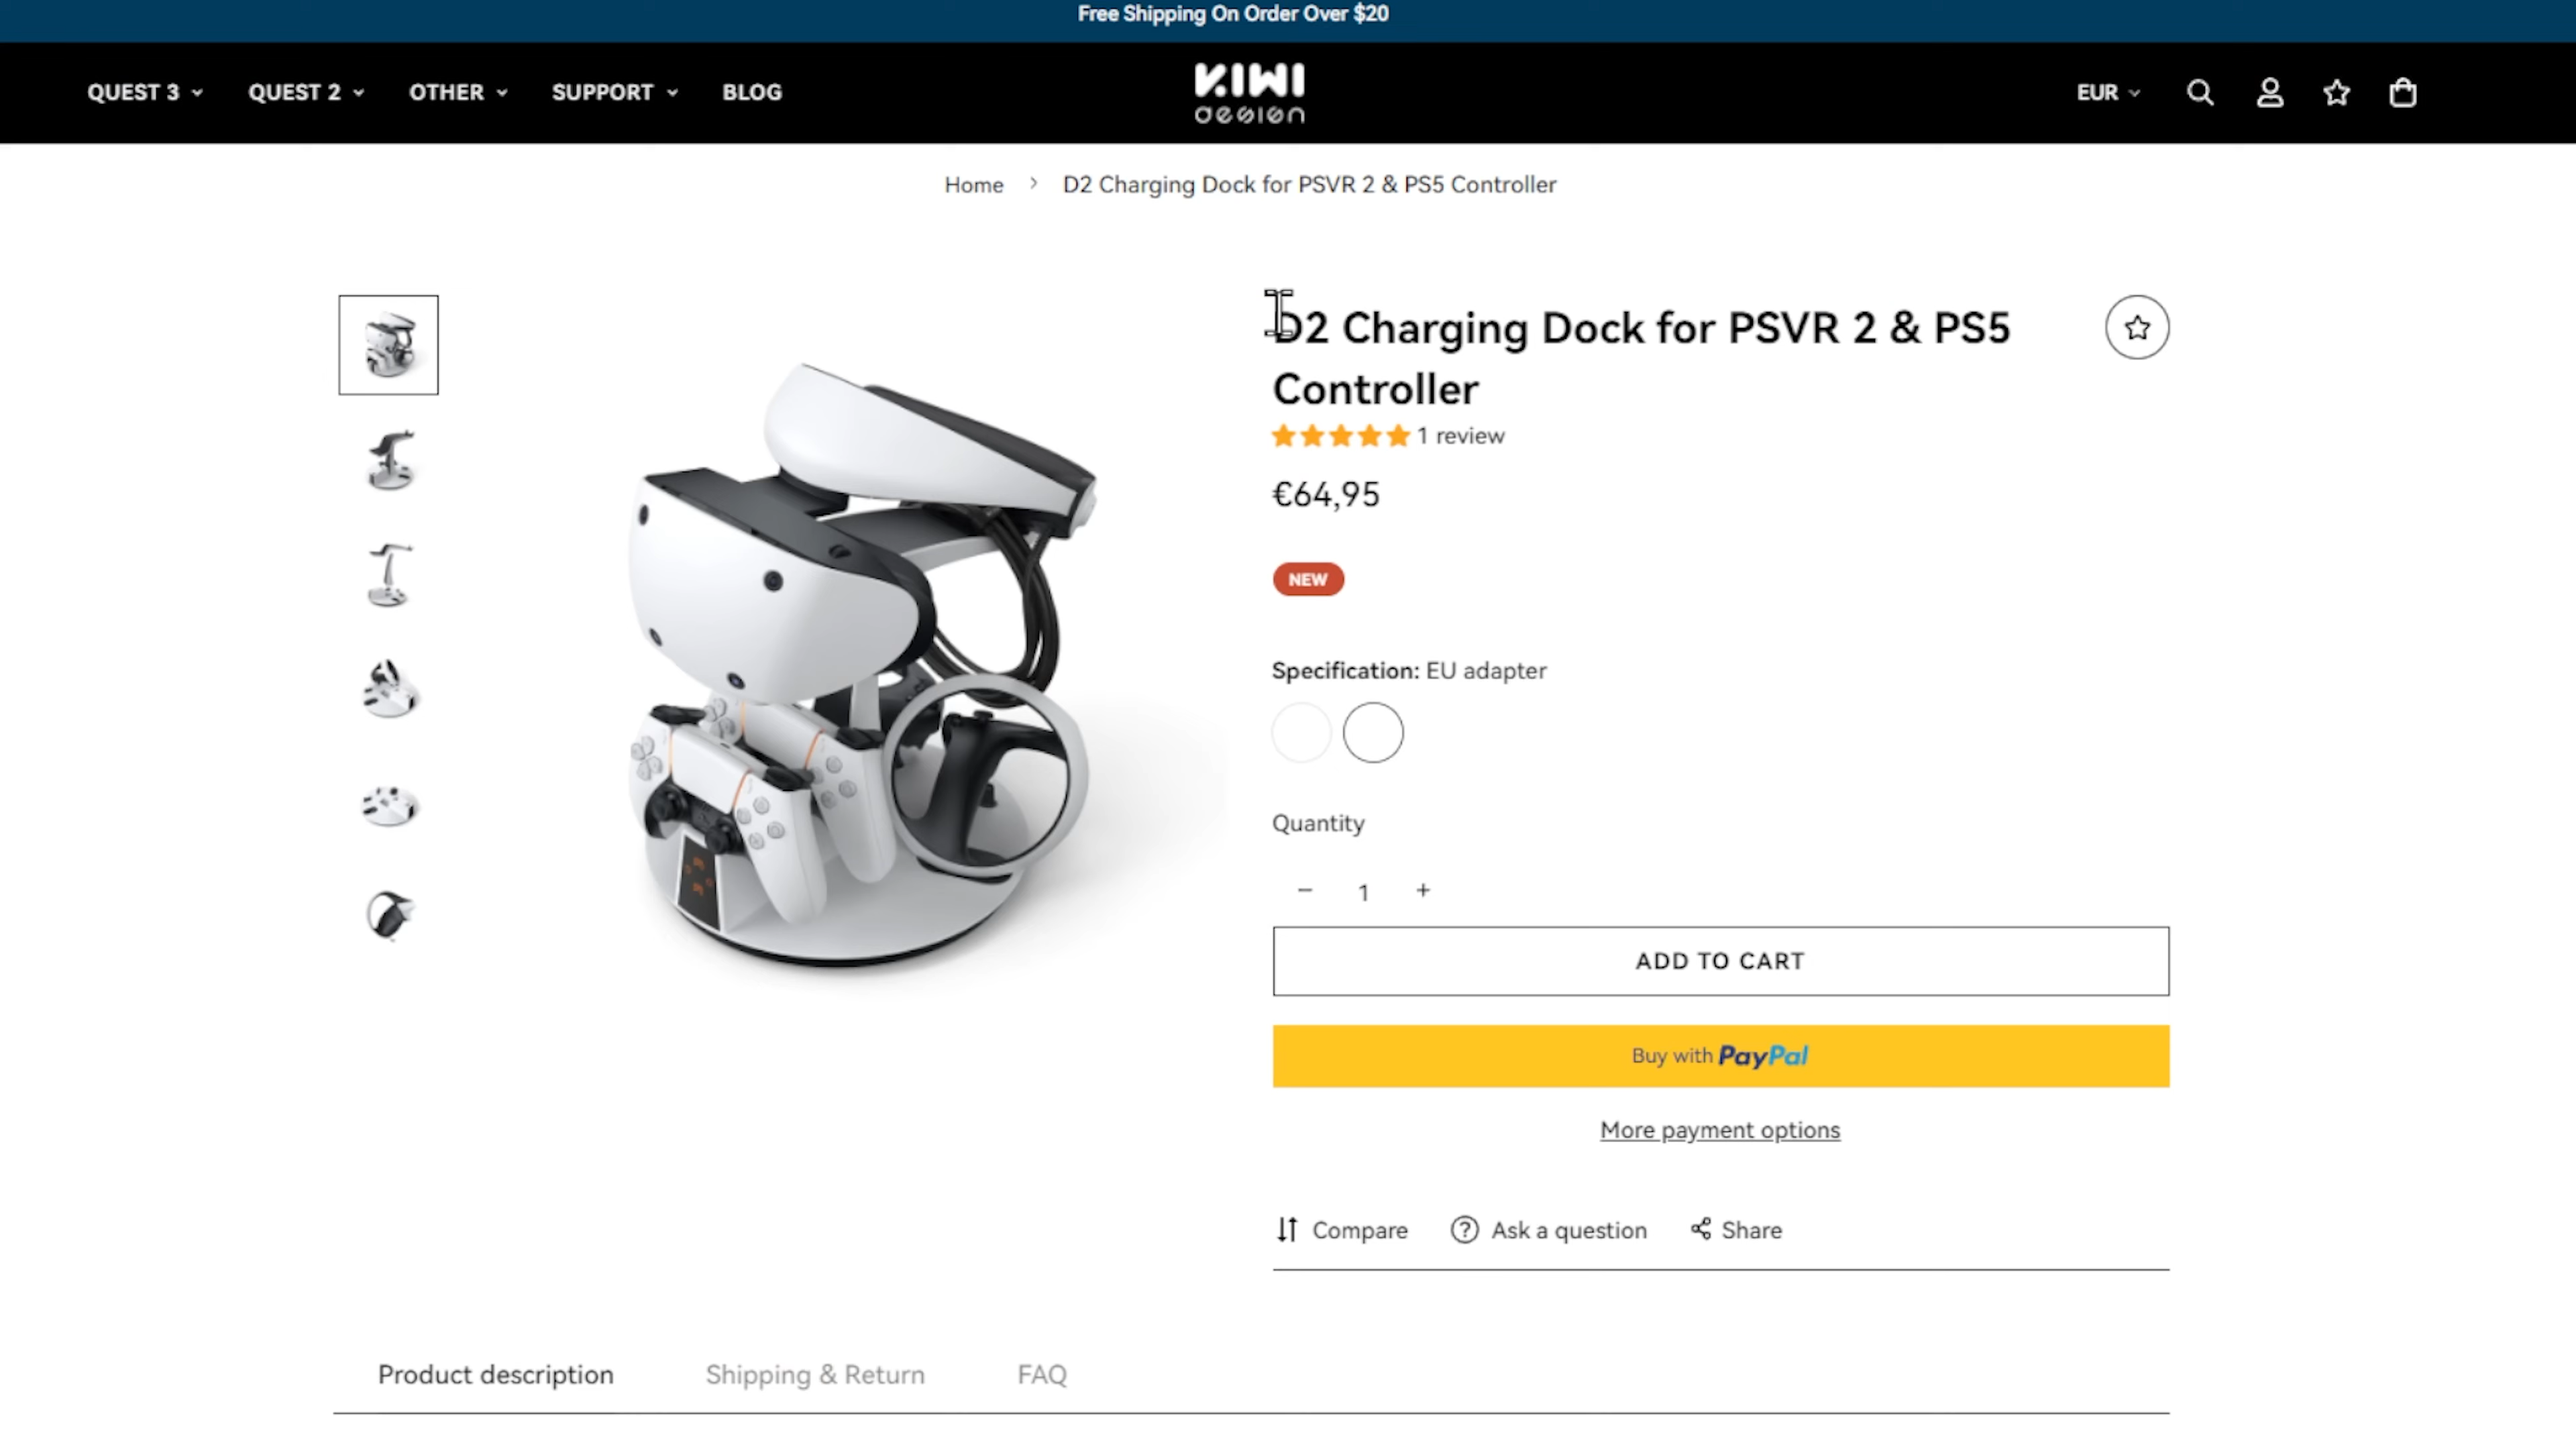 Free Shipping On Order Over $20
QUEST 3
QUEST 2
OTHER
SUPPORT
BLOG
KIWI
design
EUR
Home
D2 Charging Dock for PSVR 2 & PS5 Controller
D2 Charging Dock for PSVR 2 & PS5
Controller
1 review
€64,95
NEW
Specification: EU adapter
Quantity
− 1 +
ADD TO CART
Buy with PayPal
More payment options
Compare
Ask a question
Share
Product description
Shipping & Return
FAQ